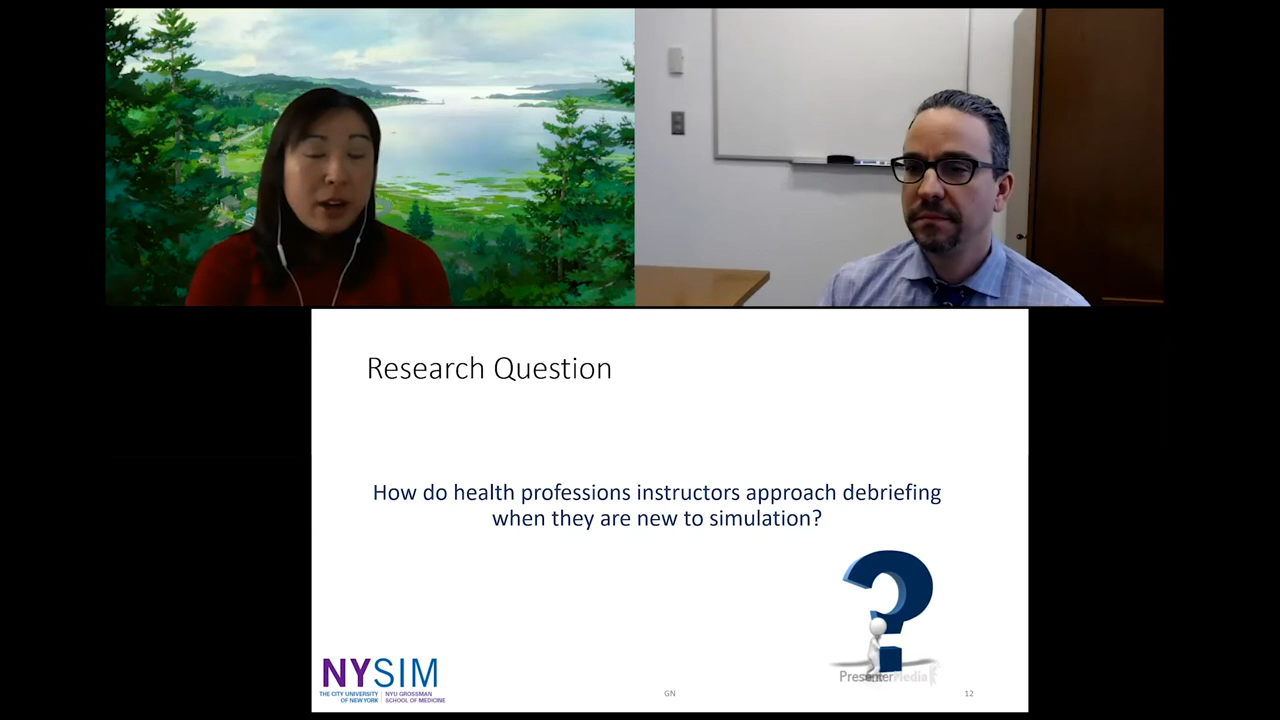 Research Question
How do health professions instructors approach debriefing
when they are new to simulation?
PresenterMedia
NYSIM
THE CITY UNIVERSITY
OF NEW YORK
NYU GROSSMAN
SCHOOL OF MEDICINE
GN
12